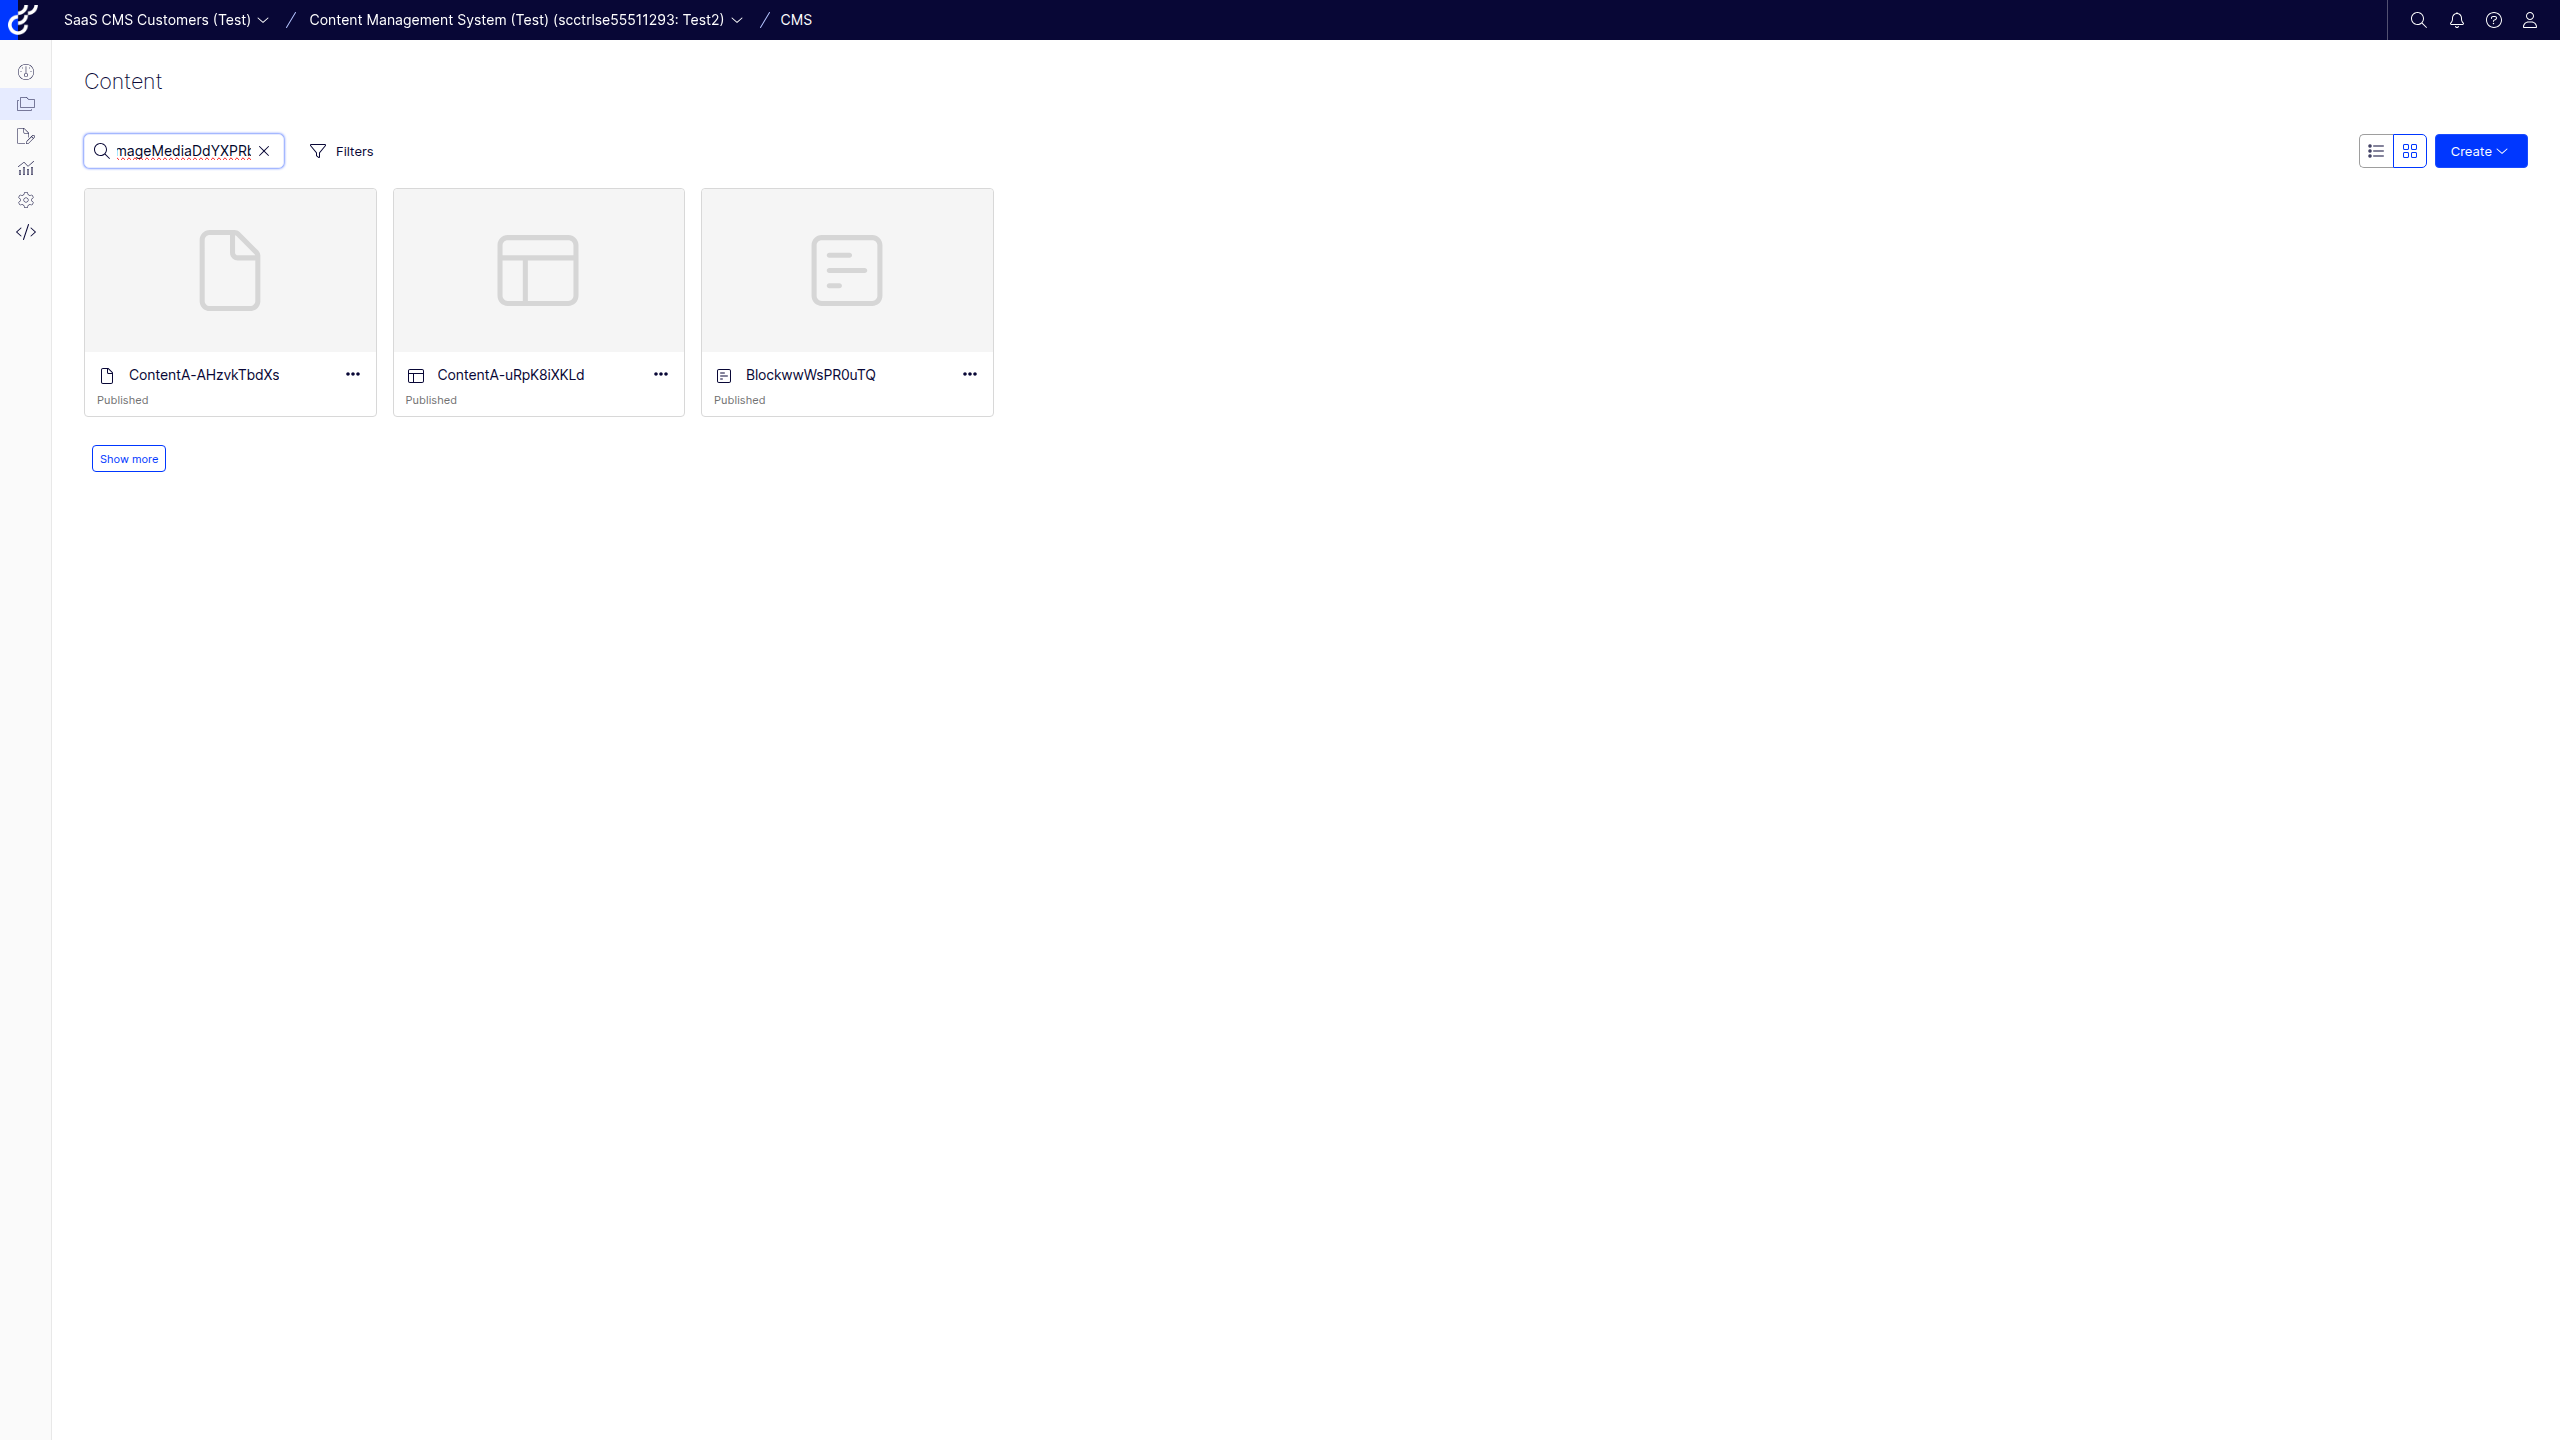 SaaS CMS Customers (Test) / Content Management System (Test) (scctrlse55511293: Test2) / CMS
Content
mageMediaDdYXPRt
Filters
Create
ContentA-AHzvkTbdXs
Published
ContentA-uRpK8iXKLd
Published
BlockwwWsPR0uTQ
Published
Show more